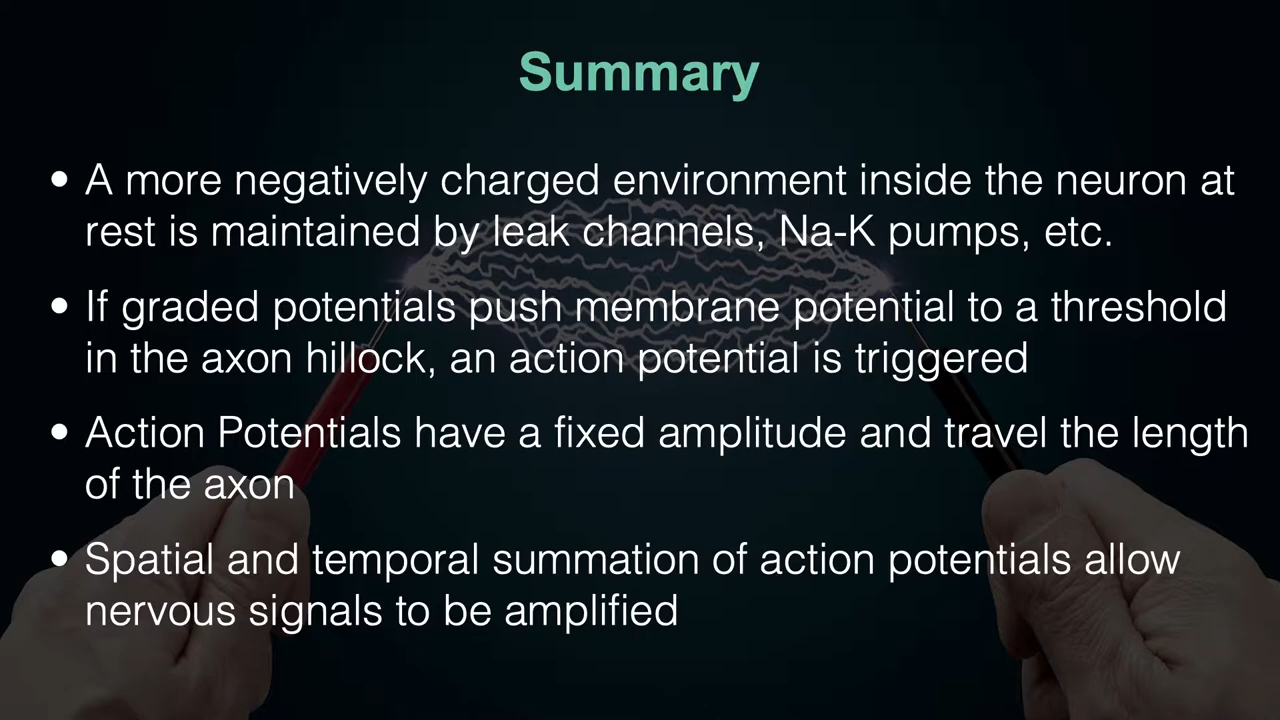 Summary
• A more negatively charged environment inside the neuron at
rest is maintained by leak channels, Na-K pumps, etc.
• If graded potentials push membrane potential to a threshold
in the axon hillock, an action potential is triggered
• Action Potentials have a fixed amplitude and travel the length
of the axon
• Spatial and temporal summation of action potentials allow
nervous signals to be amplified